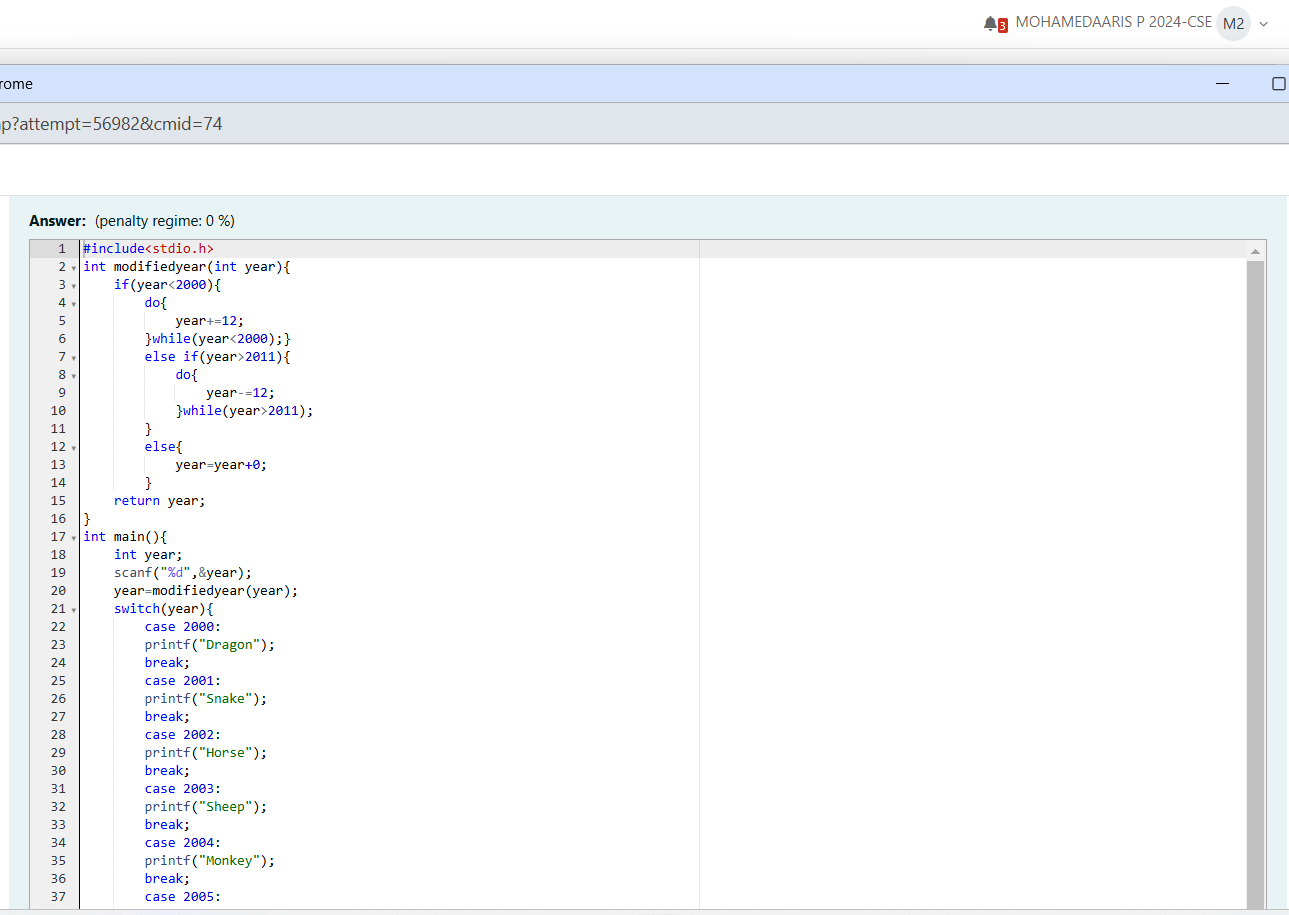 3 MOHAMEDAARIS P 2024-CSE M2
rome
p?attempt=56982&cmid=74
Answer: (penalty regime: 0 %)
1 #include<stdio.h>
2 int modifiedyear(int year){
3     if(year<2000){
4         do{
5             year+=12;
6         }while(year<2000);}
7         else if(year>2011){
8             do{
9                 year-=12;
10             }while(year>2011);
11         }
12         else{
13             year=year+0;
14         }
15     return year;
16 }
17 int main(){
18     int year;
19     scanf("%d",&year);
20     year=modifiedyear(year);
21     switch(year){
22         case 2000:
23         printf("Dragon");
24         break;
25         case 2001:
26         printf("Snake");
27         break;
28         case 2002:
29         printf("Horse");
30         break;
31         case 2003:
32         printf("Sheep");
33         break;
34         case 2004:
35         printf("Monkey");
36         break;
37         case 2005: